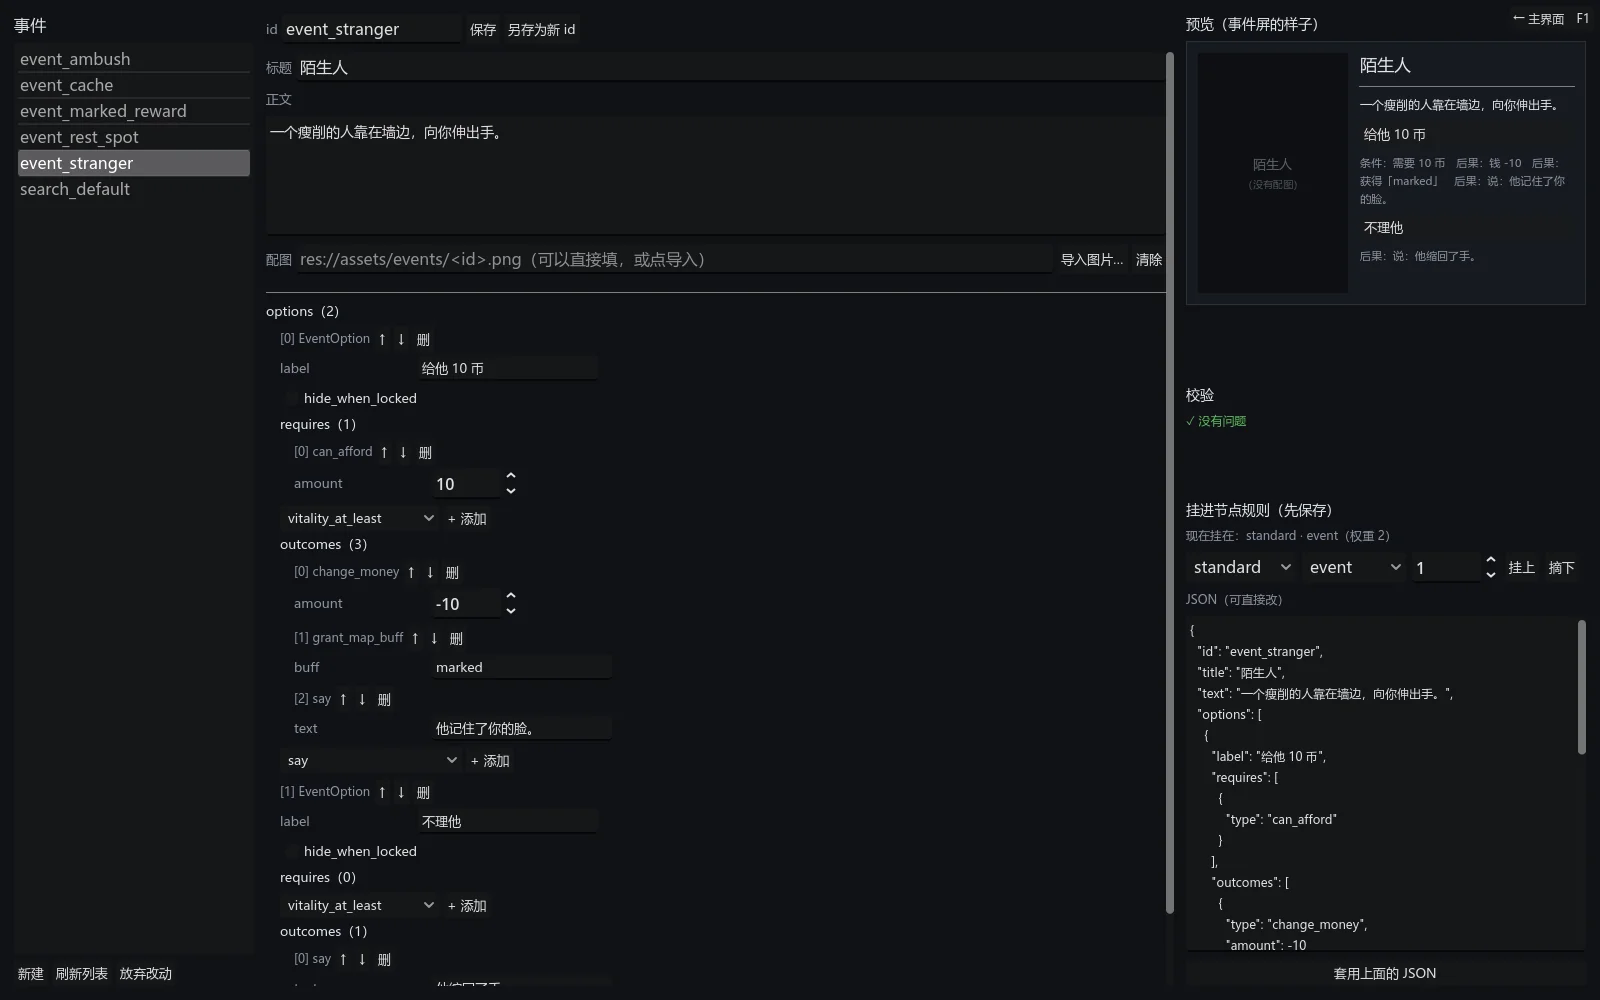 事件
event_ambush
event_cache
event_marked_reward
event_rest_spot
event_stranger
search_default
新建 刷新列表 放弃改动
id event_stranger 保存 另存为新 id
标题 陌生人
正文
一个瘦削的人靠在墙边，向你伸出手。
配图 res://assets/events/<id>.png（可以直接填，或点导入） 导入图片... 清除
options（2）
[0] EventOption ↑ ↓ 删
label 给他 10 币
hide_when_locked
requires（1）
[0] can_afford ↑ ↓ 删
amount 10
vitality_at_least + 添加
outcomes（3）
[0] change_money ↑ ↓ 删
amount -10
[1] grant_map_buff ↑ ↓ 删
buff marked
[2] say ↑ ↓ 删
text 他记住了你的脸。
say + 添加
[1] EventOption ↑ ↓ 删
label 不理他
hide_when_locked
requires（0）
vitality_at_least + 添加
outcomes（1）
[0] say ↑ ↓ 删
预览（事件屏的样子） ← 主界面 F1
陌生人
（没有配图）
陌生人
一个瘦削的人靠在墙边，向你伸出手。
给他 10 币
条件：需要 10 币 后果：钱 -10 后果：
获得「marked」 后果：说：他记住了你
的脸。
不理他
后果：说：他缩回了手。
校验
✓ 没有问题
挂进节点规则（先保存）
现在挂在：standard · event（权重 2）
standard event 1 挂上 摘下
JSON（可直接改）
{
"id": "event_stranger",
"title": "陌生人",
"text": "一个瘦削的人靠在墙边，向你伸出手。",
"options": [
{
"label": "给他 10 币",
"requires": [
{
"type": "can_afford"
}
],
"outcomes": [
{
"type": "change_money",
"amount": -10
套用上面的 JSON